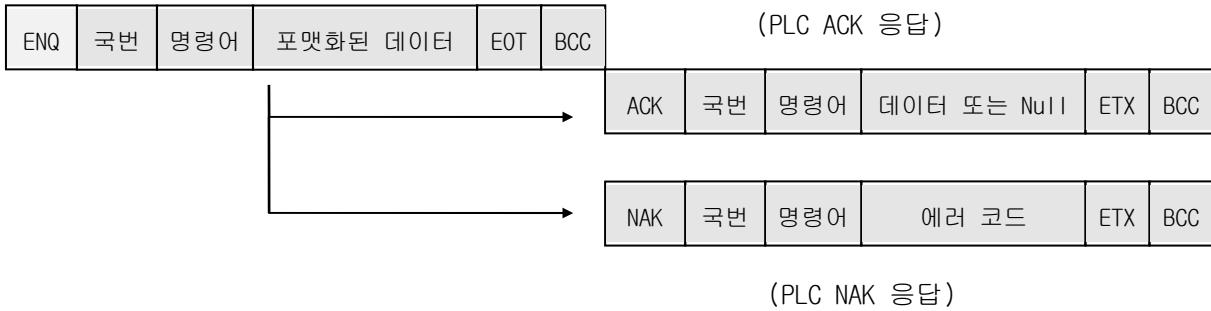 (PLC ACK 응답)
ENQ 국번 명령어 포맷화된 데이터 EOT BCC
ACK 국번 명령어 데이터 또는 Null ETX BCC
NAK 국번 명령어 에러 코드 ETX BCC
(PLC NAK 응답)